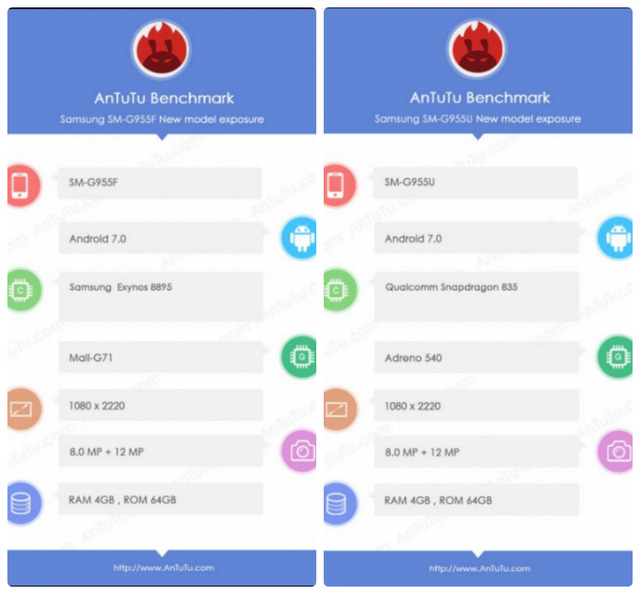 AnTuTu Benchmark
Samsung SM-G955F New model exposure
SM-G955F
Android 7.0
Samsung Exynos 8895
Mali-G71
1080 x 2220
8.0 MP + 12 MP
RAM 4GB , ROM 64GB
http://www.AnTuTu.com
AnTuTu Benchmark
Samsung SM-G955U New model exposure
SM-G955U
Android 7.0
Qualcomm Snapdragon 835
Adreno 540
1080 x 2220
8.0 MP + 12 MP
RAM 4GB , ROM 64GB
http://www.AnTuTu.com